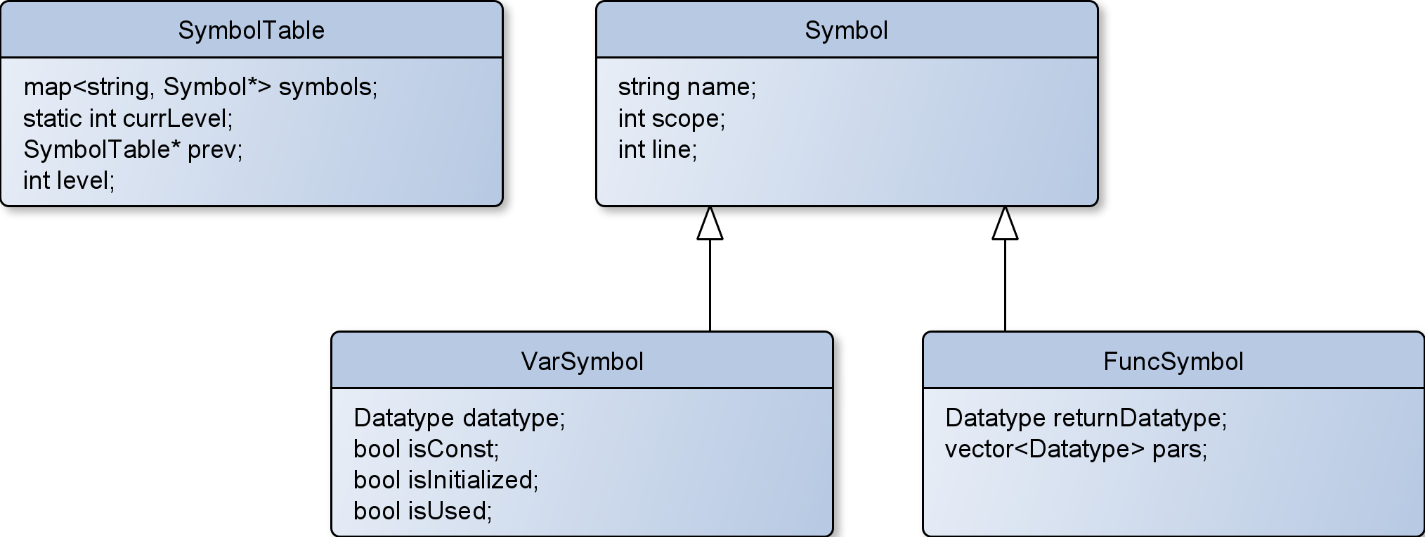 SymbolTable
map<string, Symbol*> symbols;
static int currLevel;
SymbolTable* prev;
int level;
Symbol
string name;
int scope;
int line;
VarSymbol
Datatype datatype;
bool isConst;
bool isInitialized;
bool isUsed;
FuncSymbol
Datatype returnDatatype;
vector<Datatype> pars;